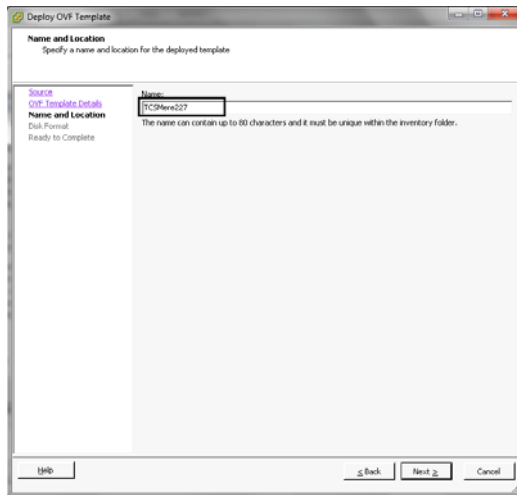 Deploy OVF Template
Name and Location
Specify a name and location for the deployed template
Source
OVF Template Details
Name and Location
Disk Format
Ready to Complete
Name:
TCSMere227
The name can contain up to 80 characters and it must be unique within the inventory folder.
Help
≤ Back
Next ≥
Cancel